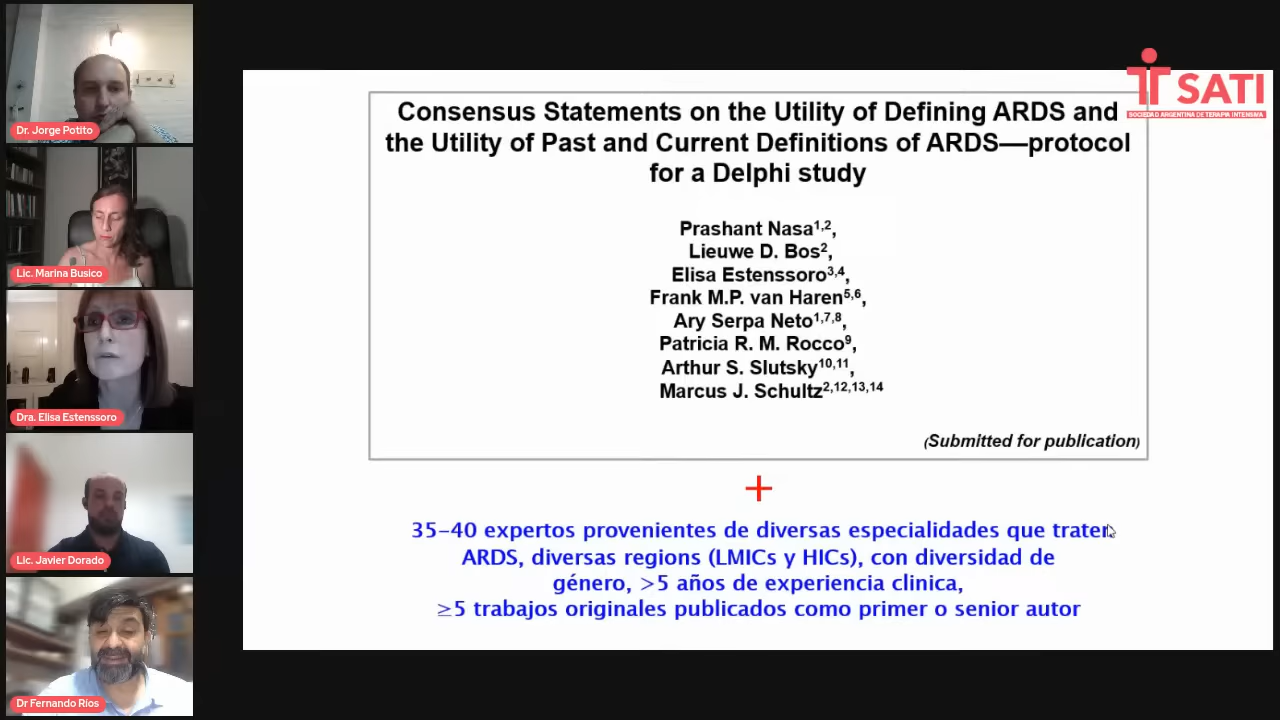 Dr. Jorge Potito
Lic. Marina Busico
Dra. Elisa Estenssoro
Lic. Javier Dorado
Dr Fernando Ríos
SATI
SOCIEDAD ARGENTINA DE TERAPIA INTENSIVA
Consensus Statements on the Utility of Defining ARDS and
the Utility of Past and Current Definitions of ARDS—protocol
for a Delphi study
Prashant Nasa1,2,
Lieuwe D. Bos2,
Elisa Estenssoro3,4,
Frank M.P. van Haren5,6,
Ary Serpa Neto1,7,8,
Patricia R. M. Rocco9,
Arthur S. Slutsky10,11,
Marcus J. Schultz2,12,13,14
(Submitted for publication)
+
35-40 expertos provenientes de diversas especialidades que traten
ARDS, diversas regions (LMICs y HICs), con diversidad de
género, >5 años de experiencia clinica,
≥5 trabajos originales publicados como primer o senior autor